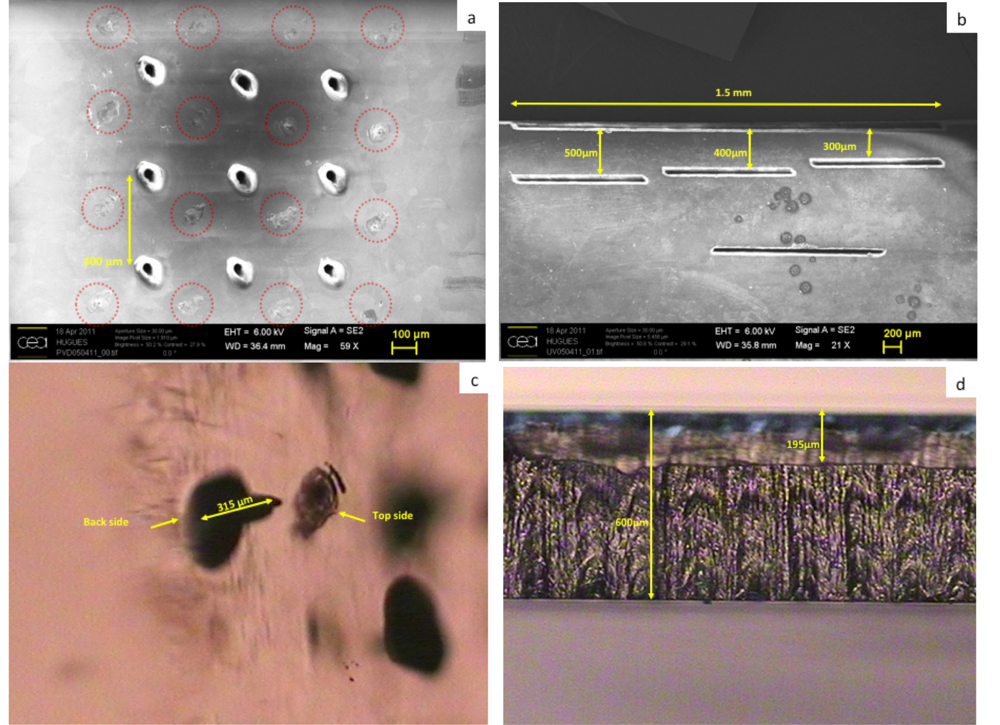 a
400 µm
cea
18 Apr 2011
HUGUES
PVD050411_00.tif
Aperture Size = 30.00 µm
Image Pixel Size = 1.910 µm
Brightness = 50.2 % Contrast = 27.9 %
0.0 °
EHT = 6.00 kV
WD = 36.4 mm
Signal A = SE2
Mag = 59 X
100 µm
b
1.5 mm
500µm
400µm
300µm
cea
18 Apr 2011
HUGUES
UV050411_01.tif
Aperture Size = 30.00 µm
Image Pixel Size = 5.456 µm
Brightness = 50.6 % Contrast = 29.1 %
0.0 °
EHT = 6.00 kV
WD = 35.8 mm
Signal A = SE2
Mag = 21 X
200 µm
c
315 µm
Back side
Top side
d
195µm
600µm